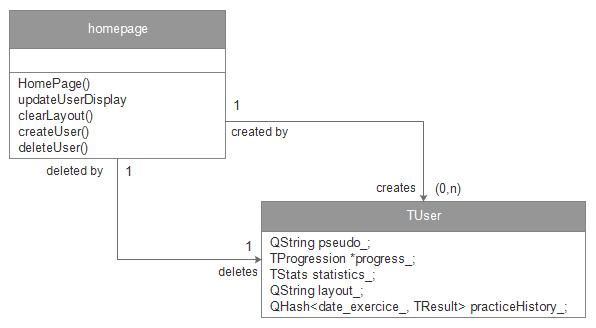 homepage
HomePage()
updateUserDisplay
clearLayout()
createUser()
deleteUser()
1
created by
deleted by
1
creates
(0,n)
TUser
QString pseudo_;
TProgression *progress_;
TStats statistics_;
QString layout_;
QHash<date_exercice_, TResult> practiceHistory_;
1
deletes